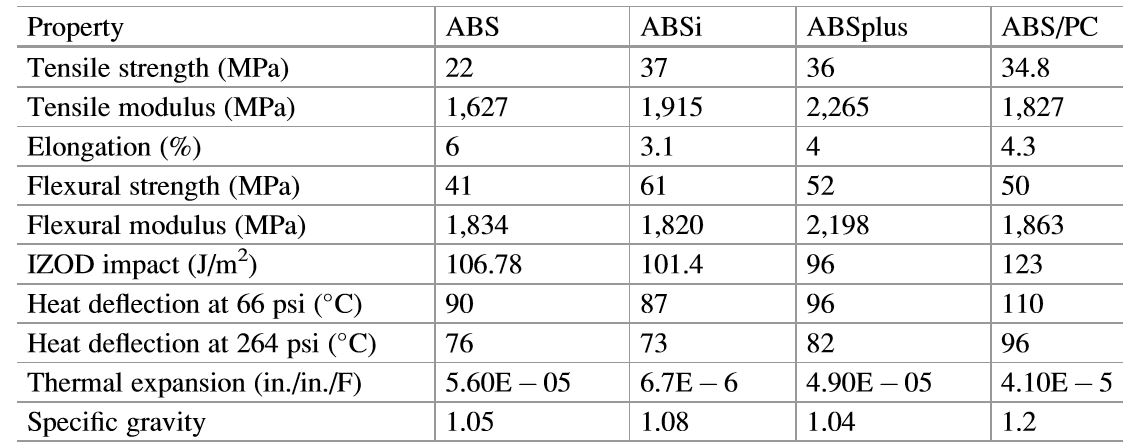 Property ABS ABSi ABSplus ABS/PC
Tensile strength (MPa) 22 37 36 34.8
Tensile modulus (MPa) 1,627 1,915 2,265 1,827
Elongation (%) 6 3.1 4 4.3
Flexural strength (MPa) 41 61 52 50
Flexural modulus (MPa) 1,834 1,820 2,198 1,863
IZOD impact (J/m²) 106.78 101.4 96 123
Heat deflection at 66 psi (°C) 90 87 96 110
Heat deflection at 264 psi (°C) 76 73 82 96
Thermal expansion (in./in./F) 5.60E − 05 6.7E − 6 4.90E − 05 4.10E − 5
Specific gravity 1.05 1.08 1.04 1.2